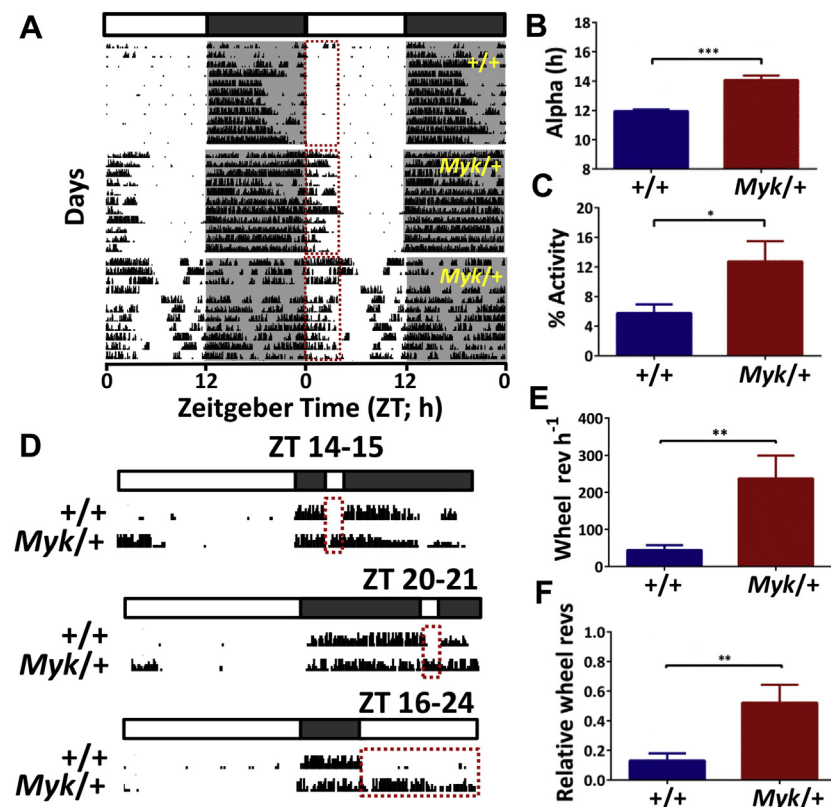 A
+/+
Myk/+
Myk/+
Days
0 12 0 12 0
Zeitgeber Time (ZT; h)
B
18
16
14
12
10
8
Alpha (h)
***
+/+ Myk/+
C
20
16
12
8
4
0
% Activity
*
+/+ Myk/+
D
ZT 14-15
+/+
Myk/+
ZT 20-21
+/+
Myk/+
ZT 16-24
+/+
Myk/+
E
400
300
200
100
0
Wheel rev h-1
**
+/+ Myk/+
F
1.0
0.8
0.6
0.4
0.2
0.0
Relative wheel revs
**
+/+ Myk/+